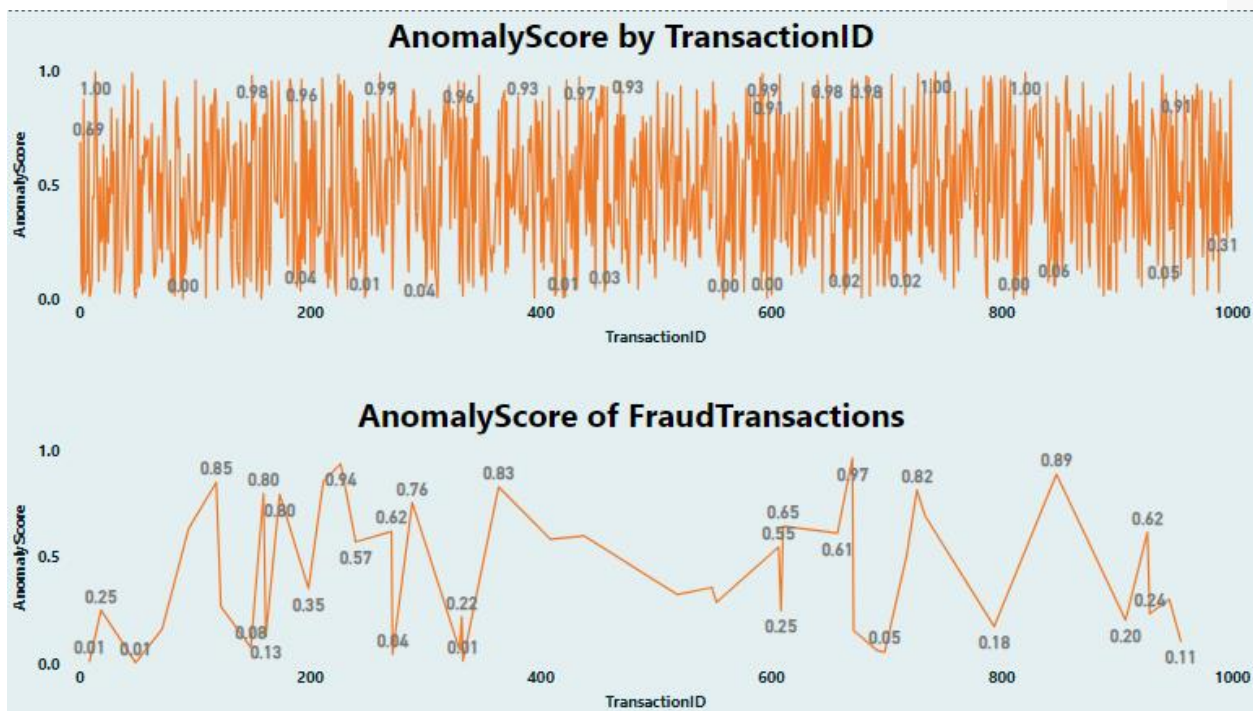 AnomalyScore by TransactionID
1.0
1.00 0.98 0.96 0.99 0.96 0.93 0.97 0.93 0.99 0.98 0.98 1.00 1.00 0.91
0.91
0.69
AnomalyScore
0.5
0.31
0.00 0.04 0.01 0.04 0.01 0.03 0.00 0.00 0.02 0.02 0.00 0.06 0.05
0.0
0 200 400 600 800 1000
TransactionID
AnomalyScore of FraudTransactions
1.0
0.85 0.80 0.94 0.76 0.83 0.97 0.82 0.89
0.80 0.62 0.65 0.62
0.55
AnomalyScore
0.5
0.57 0.61
0.25 0.35 0.22 0.25 0.24
0.01 0.01 0.08 0.13 0.04 0.01 0.05 0.18 0.20 0.11
0.0
0 200 400 600 800 1000
TransactionID